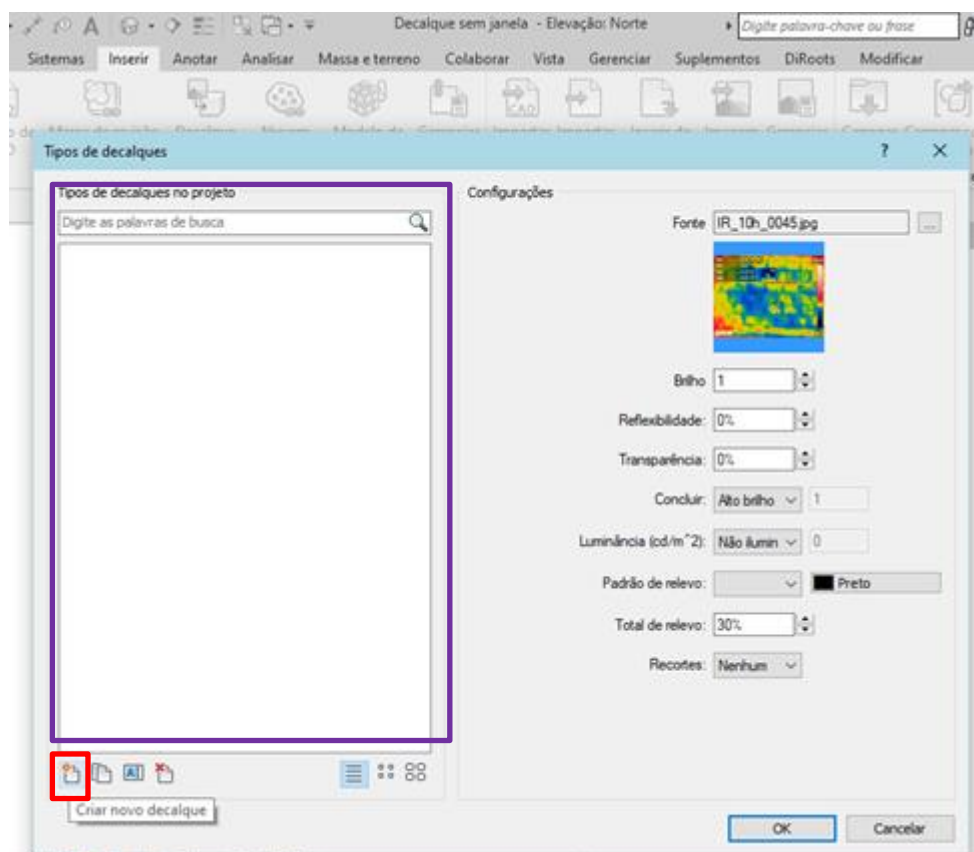 Decalque sem janela - Elevação: Norte
Digite palavra-chave ou frase
Sistemas Inserir Anotar Analisar Massa e terreno Colaborar Vista Gerenciar Suplementos DiRoots Modificar
Tipos de decalques ? ×
Tipos de decalques no projeto
Digite as palavras de busca
Configurações
Fonte IR_10h_0045.jpg ...
Brilho 1
Reflexibilidade: 0%
Transparência: 0%
Concluir: Alto brilho 1
Luminância (cd/m^2): Não ilumin 0
Padrão de relevo: Preto
Total de relevo: 30%
Recortes: Nenhum
Criar novo decalque
OK Cancelar